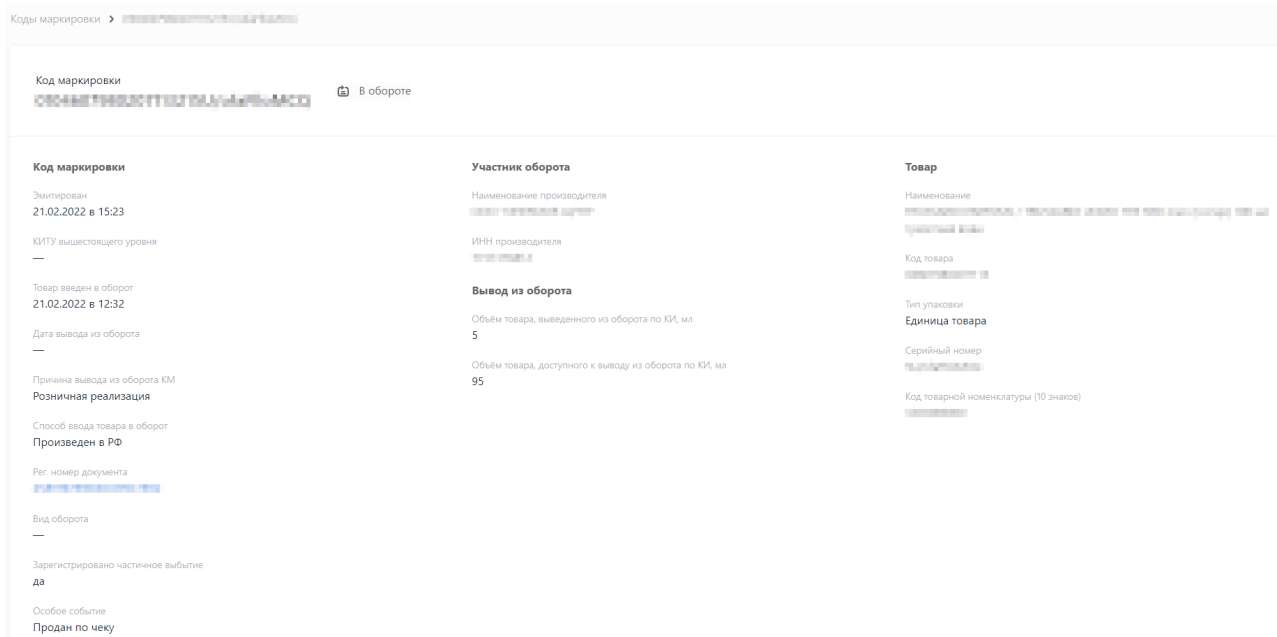 Коды маркировки >
Код маркировки
В обороте
Код маркировки
Эмитирован
21.02.2022 в 15:23
КИТУ вышестоящего уровня
—
Товар введен в оборот
21.02.2022 в 12:32
Дата вывода из оборота
—
Причина вывода из оборота КМ
Розничная реализация
Способ ввода товара в оборот
Произведен в РФ
Рег. номер документа
Вид оборота
—
Зарегистрировано частичное выбытие
да
Особое событие
Продан по чеку
Участник оборота
Наименование производителя
ИНН производителя
Вывод из оборота
Объём товара, выведенного из оборота по КИ, мл
5
Объём товара, доступного к выводу из оборота по КИ, мл
95
Товар
Наименование
Код товара
Тип упаковки
Единица товара
Серийный номер
Код товарной номенклатуры (10 знаков)